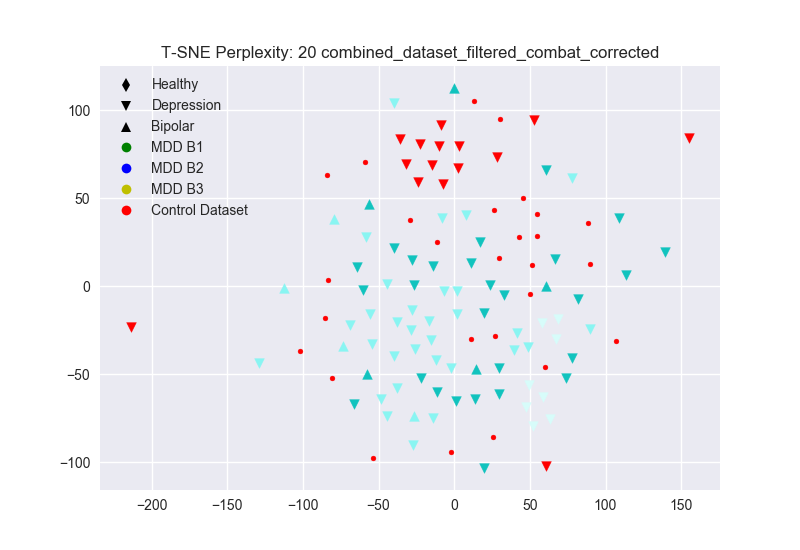 T-SNE Perplexity: 20 combined_dataset_filtered_combat_corrected
Healthy
Depression
Bipolar
MDD B1
MDD B2
MDD B3
Control Dataset
100
50
0
−50
−100
−200
−150
−100
−50
0
50
100
150